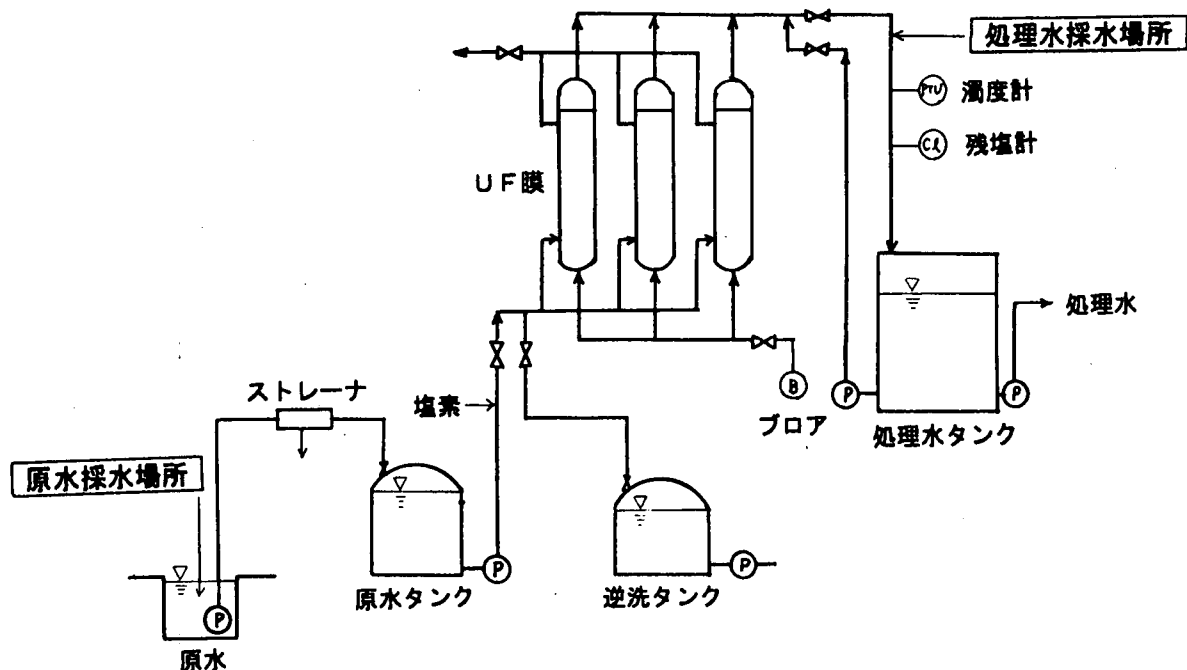 処理水採水場所
PTU 濁度計
Cl 残塩計
UF膜
処理水
ストレーナ
塩素
B
P
P
ブロア
処理水タンク
原水採水場所
P
P
P
原水タンク
逆洗タンク
原水